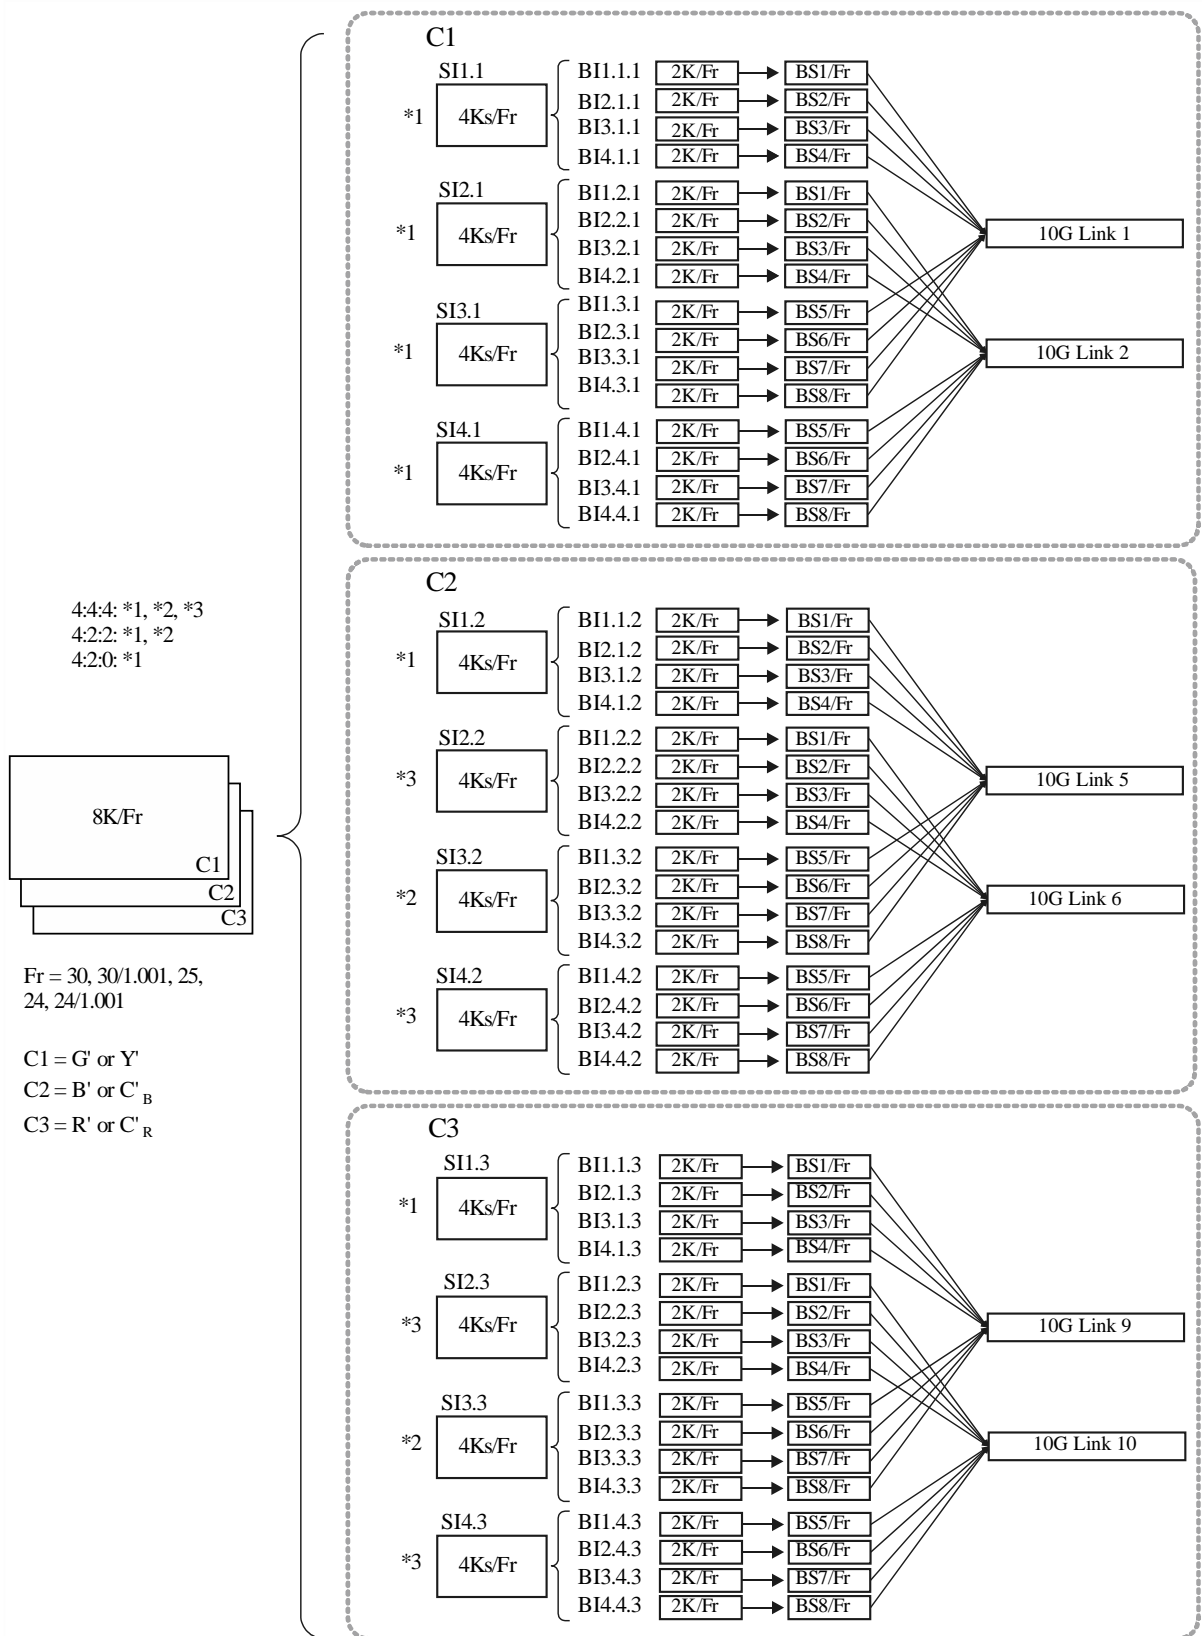 4:4:4: *1, *2, *3
4:2:2: *1, *2
4:2:0: *1
8K/Fr
C1
C2
C3
Fr = 30, 30/1.001, 25,
24, 24/1.001
C1 = G' or Y'
C2 = B' or C'B
C3 = R' or C'R
C1
SI1.1
*1
4Ks/Fr
BI1.1.1 2K/Fr BS1/Fr
BI2.1.1 2K/Fr BS2/Fr
BI3.1.1 2K/Fr BS3/Fr
BI4.1.1 2K/Fr BS4/Fr
SI2.1
*1
4Ks/Fr
BI1.2.1 2K/Fr BS1/Fr
BI2.2.1 2K/Fr BS2/Fr
BI3.2.1 2K/Fr BS3/Fr
BI4.2.1 2K/Fr BS4/Fr
SI3.1
*1
4Ks/Fr
BI1.3.1 2K/Fr BS5/Fr
BI2.3.1 2K/Fr BS6/Fr
BI3.3.1 2K/Fr BS7/Fr
BI4.3.1 2K/Fr BS8/Fr
SI4.1
*1
4Ks/Fr
BI1.4.1 2K/Fr BS5/Fr
BI2.4.1 2K/Fr BS6/Fr
BI3.4.1 2K/Fr BS7/Fr
BI4.4.1 2K/Fr BS8/Fr
10G Link 1
10G Link 2
C2
SI1.2
*1
4Ks/Fr
BI1.1.2 2K/Fr BS1/Fr
BI2.1.2 2K/Fr BS2/Fr
BI3.1.2 2K/Fr BS3/Fr
BI4.1.2 2K/Fr BS4/Fr
SI2.2
*3
4Ks/Fr
BI1.2.2 2K/Fr BS1/Fr
BI2.2.2 2K/Fr BS2/Fr
BI3.2.2 2K/Fr BS3/Fr
BI4.2.2 2K/Fr BS4/Fr
SI3.2
*2
4Ks/Fr
BI1.3.2 2K/Fr BS5/Fr
BI2.3.2 2K/Fr BS6/Fr
BI3.3.2 2K/Fr BS7/Fr
BI4.3.2 2K/Fr BS8/Fr
SI4.2
*3
4Ks/Fr
BI1.4.2 2K/Fr BS5/Fr
BI2.4.2 2K/Fr BS6/Fr
BI3.4.2 2K/Fr BS7/Fr
BI4.4.2 2K/Fr BS8/Fr
10G Link 5
10G Link 6
C3
SI1.3
*1
4Ks/Fr
BI1.1.3 2K/Fr BS1/Fr
BI2.1.3 2K/Fr BS2/Fr
BI3.1.3 2K/Fr BS3/Fr
BI4.1.3 2K/Fr BS4/Fr
SI2.3
*3
4Ks/Fr
BI1.2.3 2K/Fr BS1/Fr
BI2.2.3 2K/Fr BS2/Fr
BI3.2.3 2K/Fr BS3/Fr
BI4.2.3 2K/Fr BS4/Fr
SI3.3
*2
4Ks/Fr
BI1.3.3 2K/Fr BS5/Fr
BI2.3.3 2K/Fr BS6/Fr
BI3.3.3 2K/Fr BS7/Fr
BI4.3.3 2K/Fr BS8/Fr
SI4.3
*3
4Ks/Fr
BI1.4.3 2K/Fr BS5/Fr
BI2.4.3 2K/Fr BS6/Fr
BI3.4.3 2K/Fr BS7/Fr
BI4.4.3 2K/Fr BS8/Fr
10G Link 9
10G Link 10